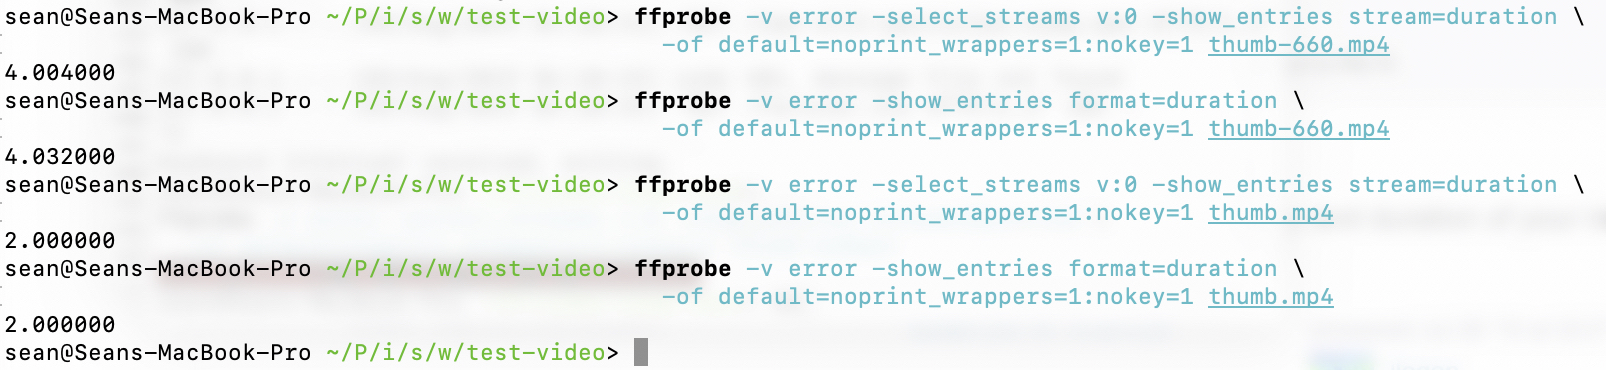 sean@Seans-MacBook-Pro ~/P/i/s/w/test-video> ffprobe -v error -select_streams v:0 -show_entries stream=duration \
-of default=noprint_wrappers=1:nokey=1 thumb-660.mp4
4.004000
sean@Seans-MacBook-Pro ~/P/i/s/w/test-video> ffprobe -v error -show_entries format=duration \
-of default=noprint_wrappers=1:nokey=1 thumb-660.mp4
4.032000
sean@Seans-MacBook-Pro ~/P/i/s/w/test-video> ffprobe -v error -select_streams v:0 -show_entries stream=duration \
-of default=noprint_wrappers=1:nokey=1 thumb.mp4
2.000000
sean@Seans-MacBook-Pro ~/P/i/s/w/test-video> ffprobe -v error -show_entries format=duration \
-of default=noprint_wrappers=1:nokey=1 thumb.mp4
2.000000
sean@Seans-MacBook-Pro ~/P/i/s/w/test-video>